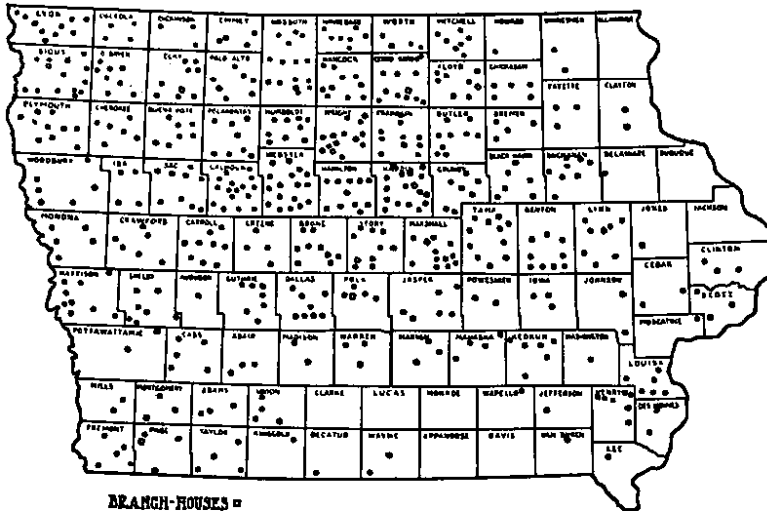 LYON OSCEOLA DICKINSON EMMET KOSSUTH WINNEBAGO WORTH MITCHELL HOWARD WINNESHIEK ALLAMAKEE
SIOUX O'BRIEN CLAY PALO ALTO HANCOCK CERRO GORDO FLOYD CHICKASAW
FAYETTE CLAYTON
PLYMOUTH CHEROKEE BUENA VISTA POCAHONTAS HUMBOLDT WRIGHT FRANKLIN BUTLER BREMER
WOODBURY IDA SAC CALHOUN WEBSTER HAMILTON HARDIN GRUNDY BLACK HAWK BUCHANAN DELAWARE DUBUQUE
MONONA CRAWFORD CARROLL GREENE BOONE STORY MARSHALL TAMA BENTON LINN JONES JACKSON
CLINTON
HARRISON SHELBY AUDUBON GUTHRIE DALLAS POLK JASPER POWESHIEK IOWA JOHNSON CEDAR
MUSCATINE
POTTAWATTAMIE CASS ADAIR MADISON WARREN MARION MAHASKA KEOKUK WASHINGTON
LOUISA
MILLS MONTGOMERY ADAMS UNION CLARKE LUCAS MONROE WAPELLO JEFFERSON HENRY DES MOINES
FREMONT PAGE TAYLOR RINGGOLD DECATUR WAYNE APPANOOSE DAVIS VAN BUREN
LEE
BRANCH-HOUSES